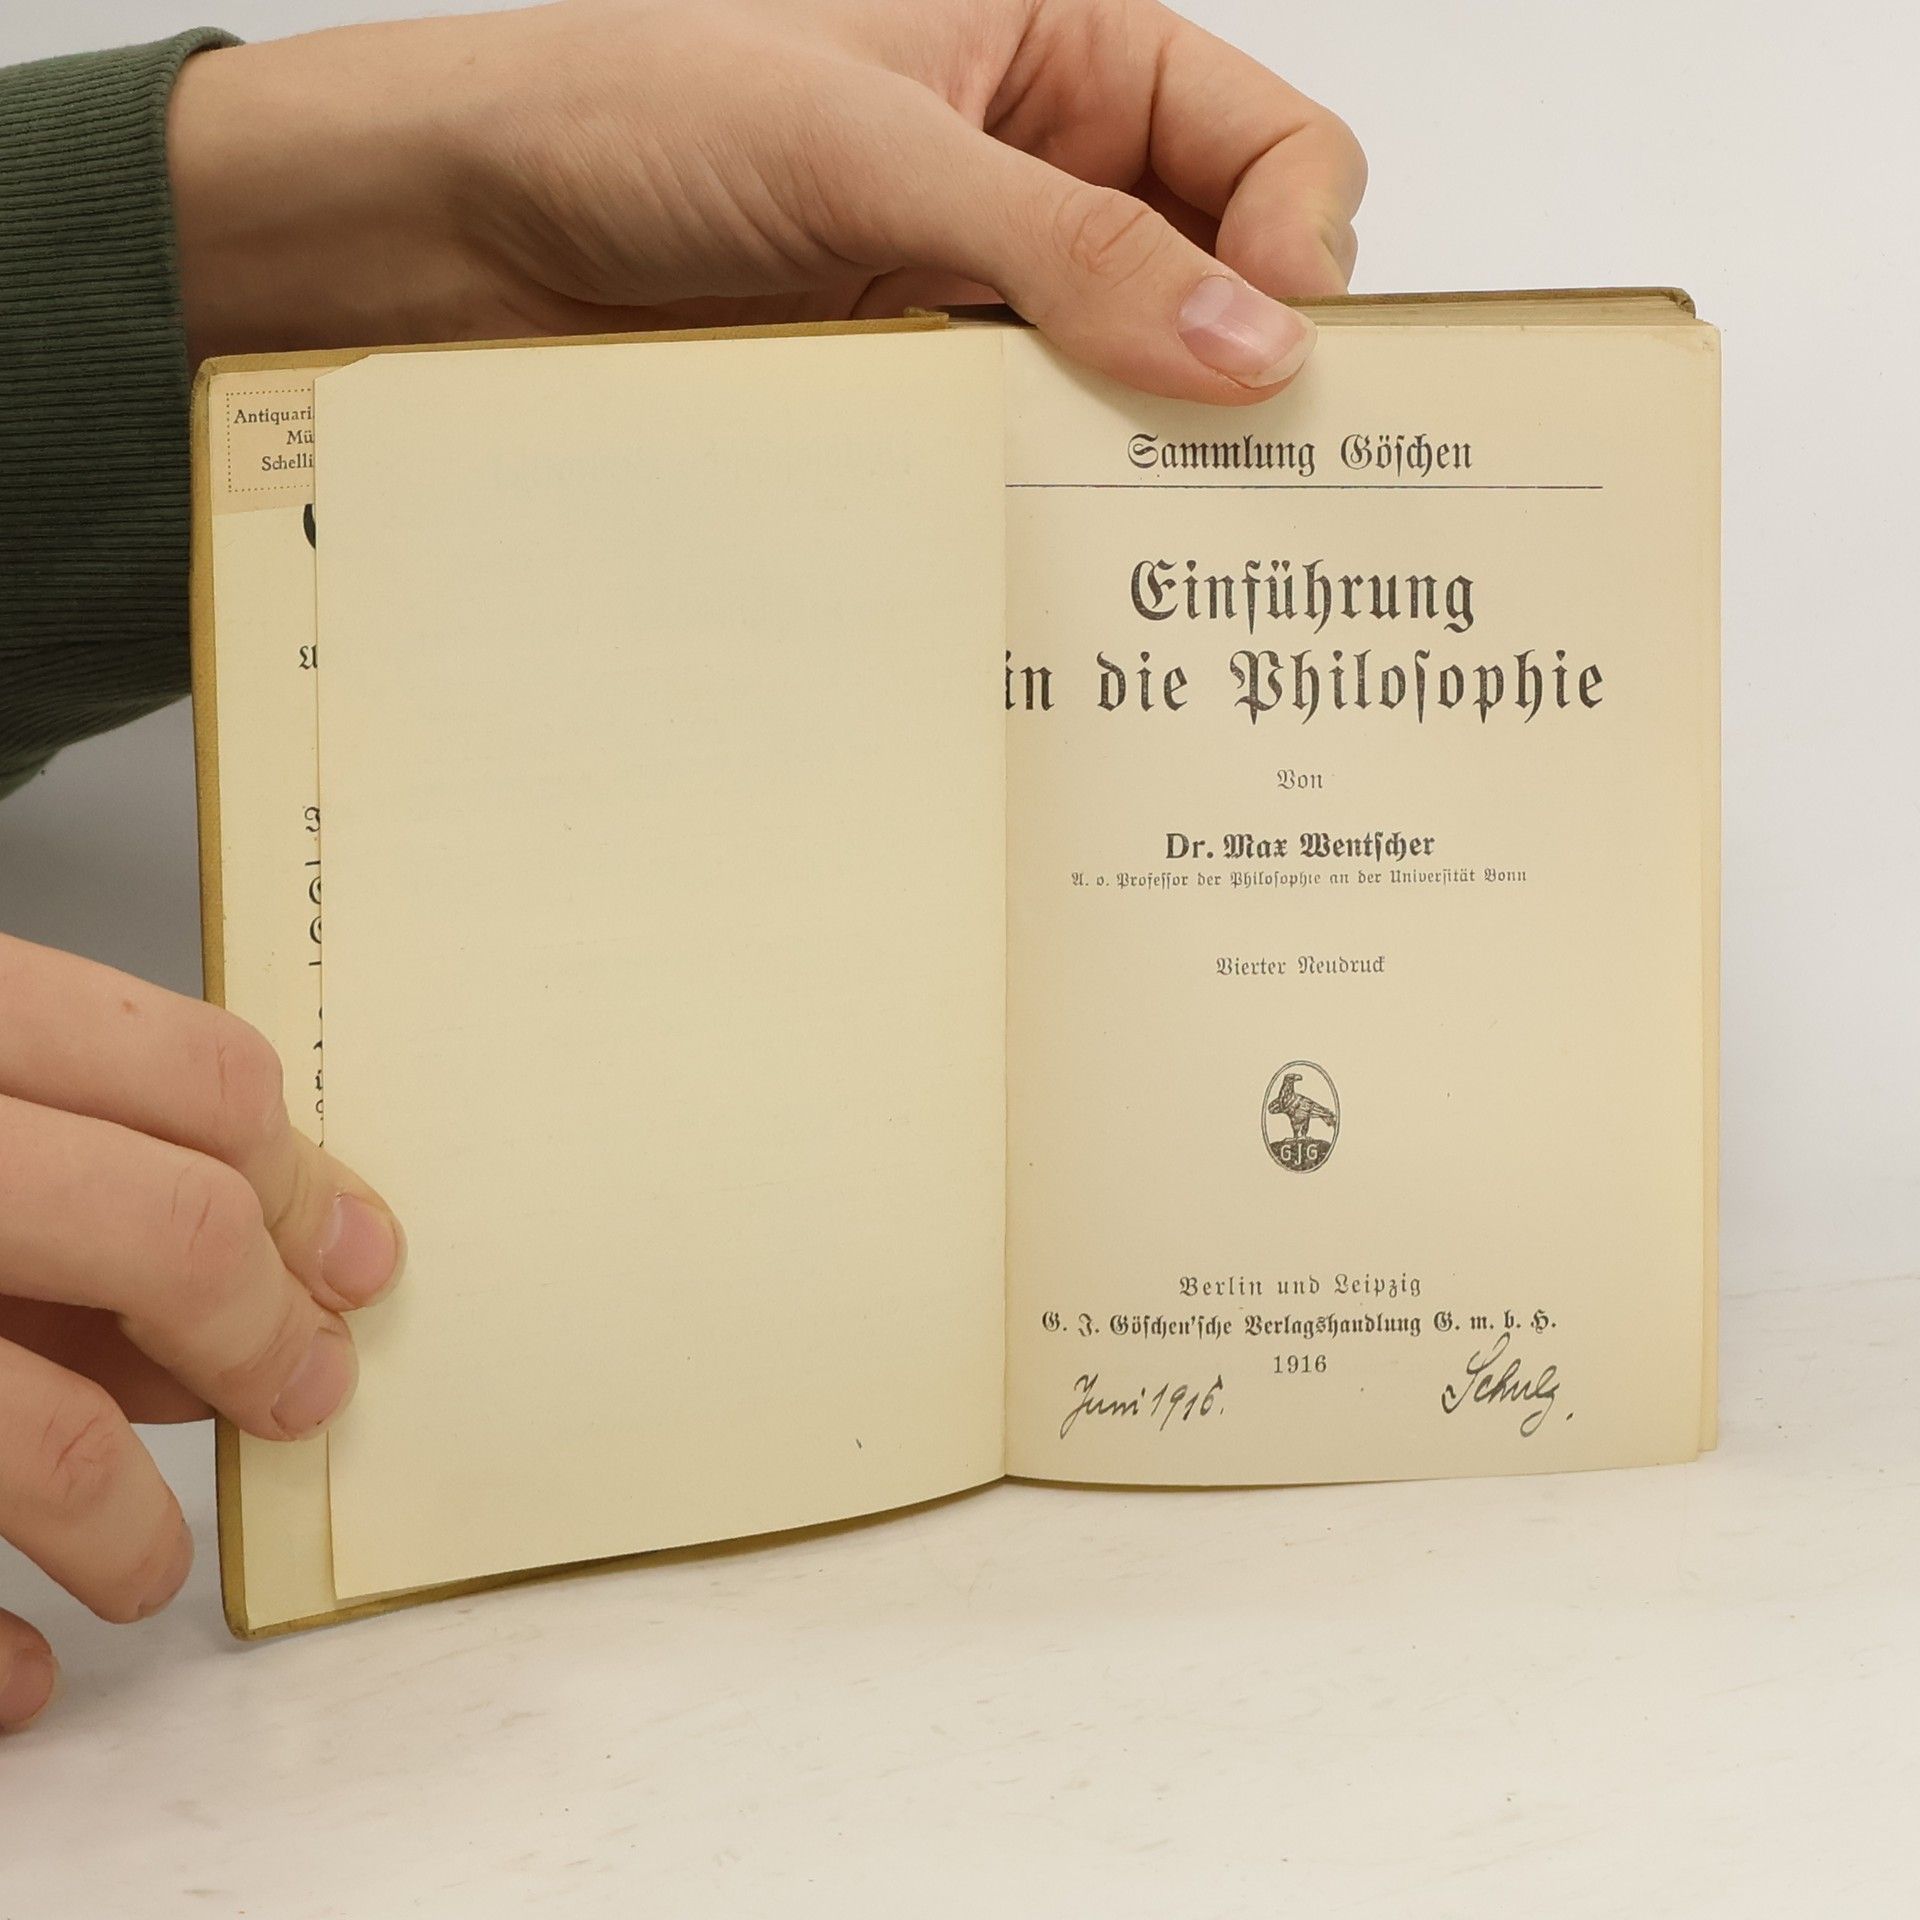 Antiquari
Mü
Schelli
Sammlung Göschen
Einführung
in die Philosophie
Von
Dr. Max Wentscher
A. o. Professor der Philosophie an der Universität Bonn
Vierter Neudruck
GJG
Berlin und Leipzig
G. J. Göschen'sche Verlagshandlung G. m. b. H.
1916
Juni 1916. Schulz.